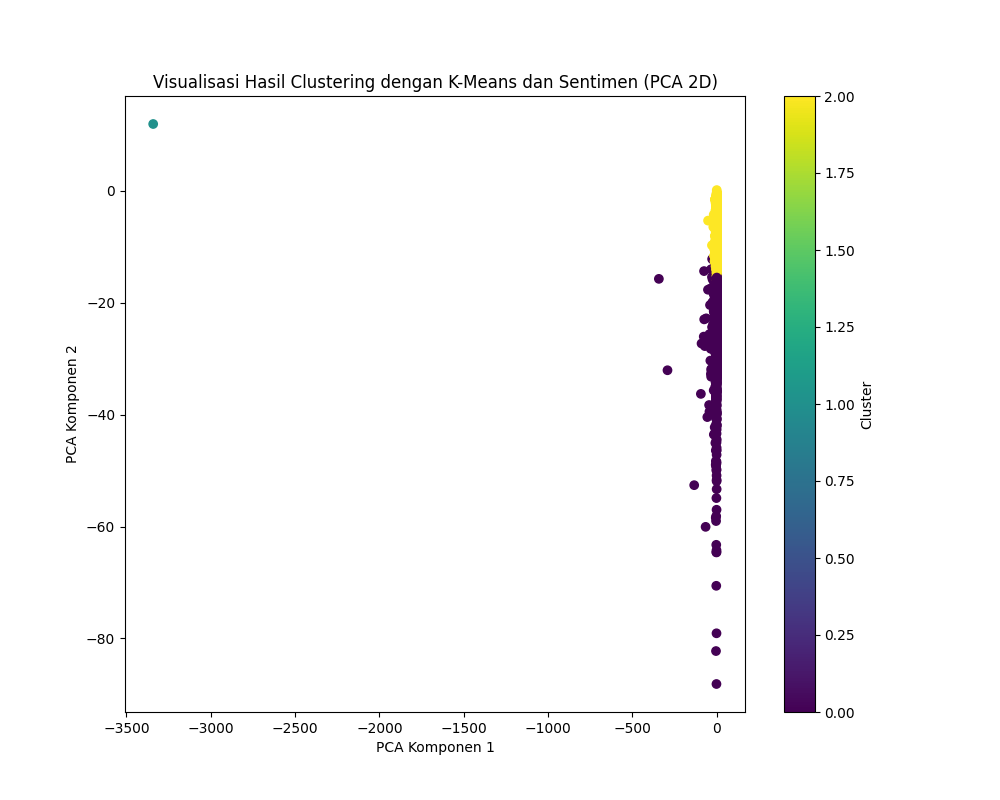 Visualisasi Hasil Clustering dengan K-Means dan Sentimen (PCA 2D)
PCA Komponen 2
0
−20
−40
−60
−80
−3500 −3000 −2500 −2000 −1500 −1000 −500 0
PCA Komponen 1
2.00
1.75
1.50
1.25
1.00
0.75
0.50
0.25
0.00
Cluster